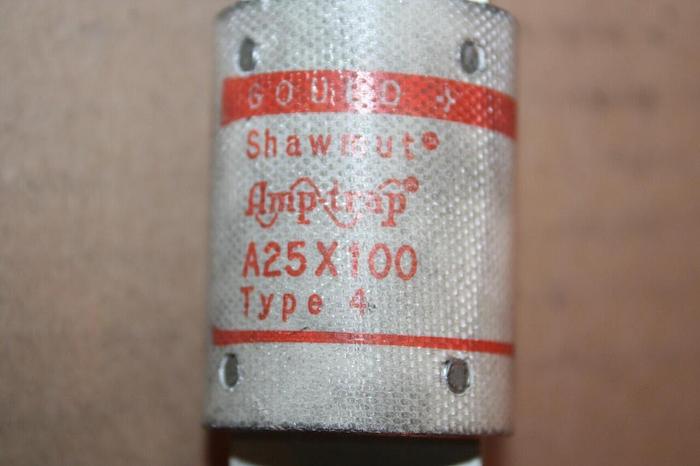 GOULD
Shawmut®
Amp-trap®
A25X100
Type 4